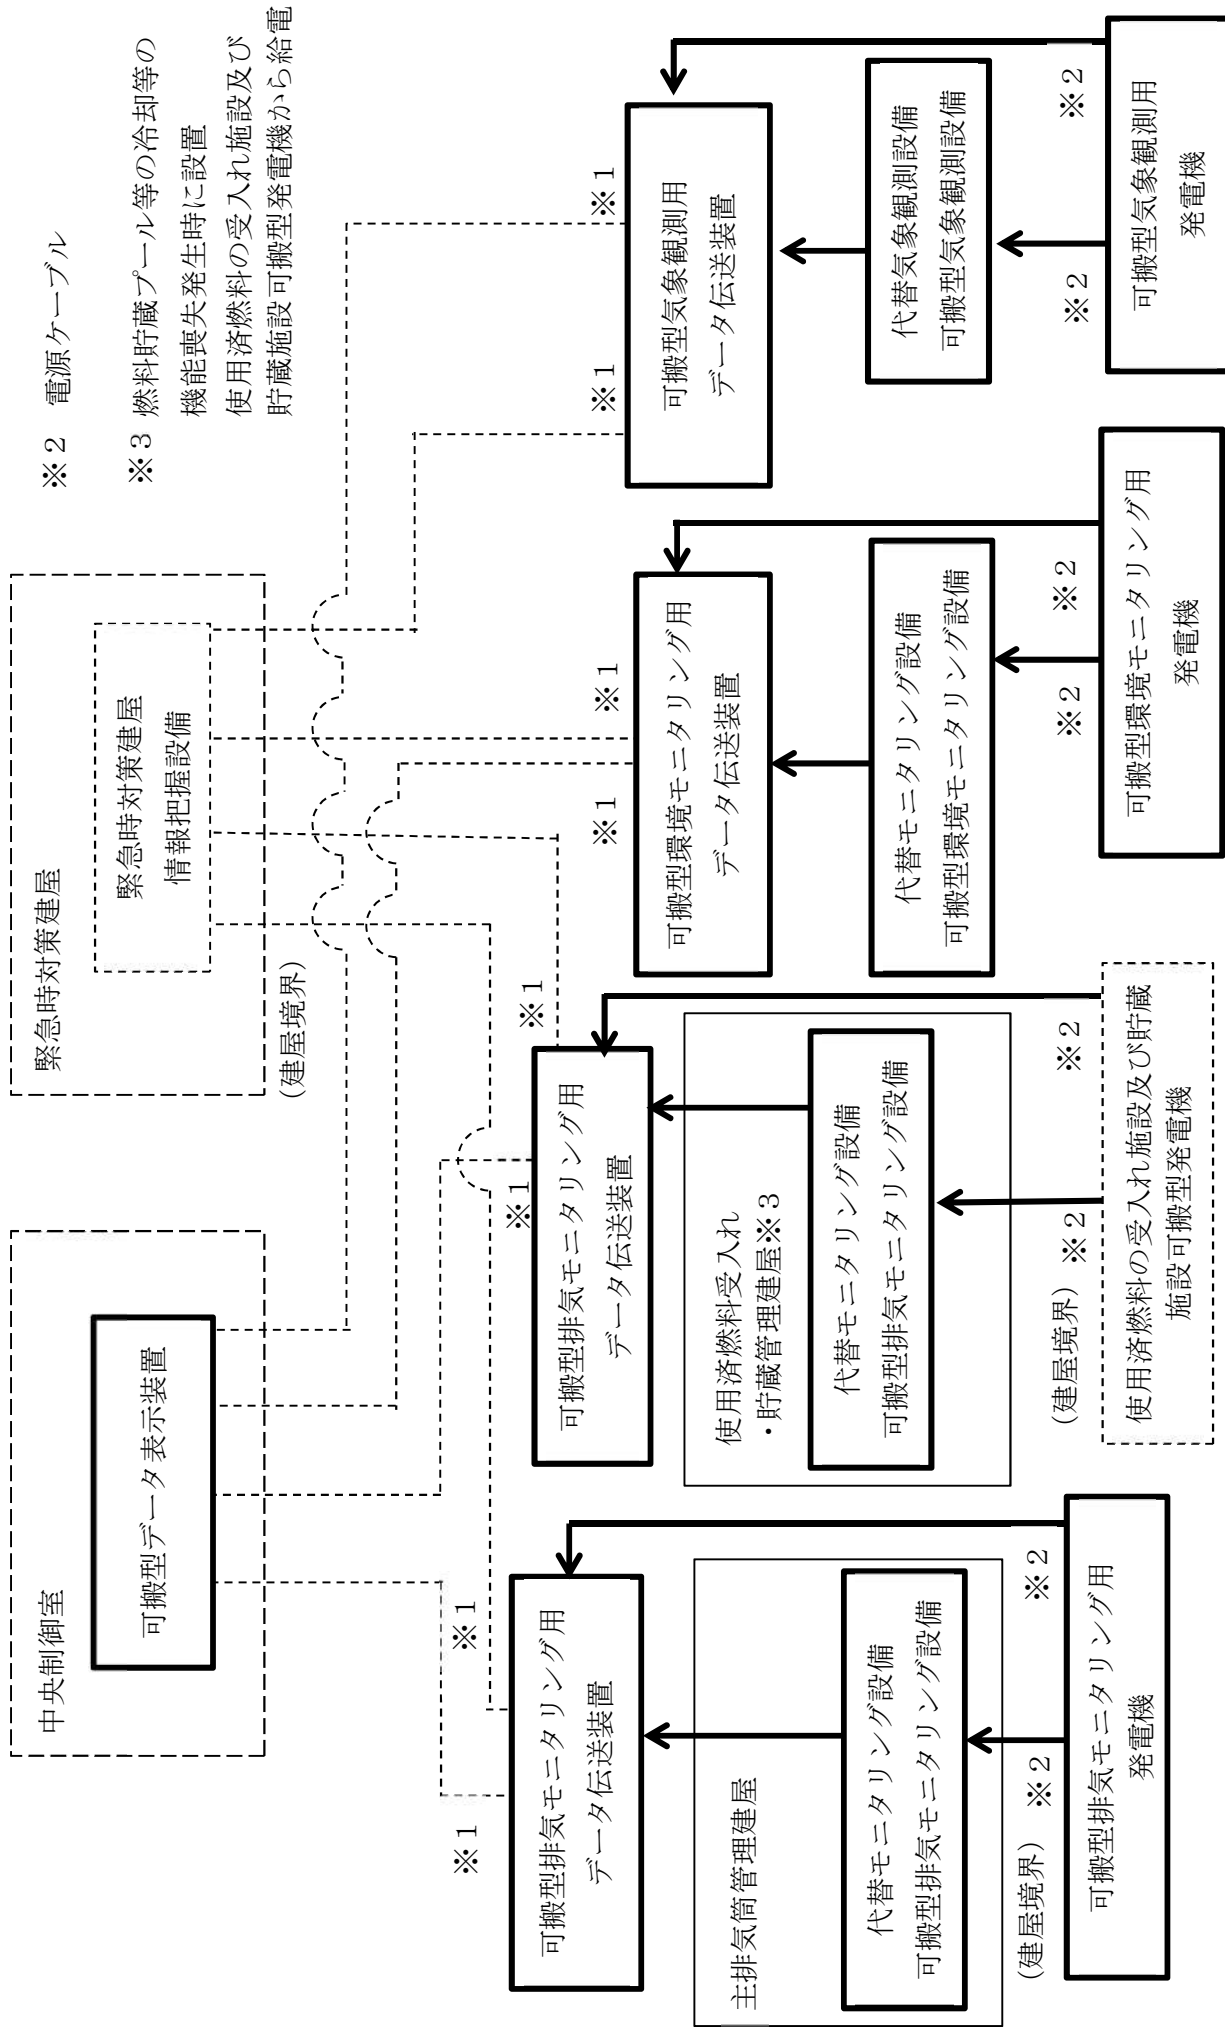 中央制御室
可搬型データ表示装置
緊急時対策建屋
緊急時対策建屋
情報把握設備
(建屋境界)
※2　電源ケーブル
※3 燃料貯蔵プール等の冷却等の
機能喪失発生時に設置
使用済燃料の受入れ施設及び
貯蔵施設可搬型発電機から給電
※1
※1
可搬型排気モニタリング用
データ伝送装置
主排気筒管理建屋
代替モニタリング設備
可搬型排気モニタリング設備
(建屋境界)
※2
※2
可搬型排気モニタリング用
発電機
※1
※1
可搬型排気モニタリング用
データ伝送装置
使用済燃料受入れ
・貯蔵管理建屋※3
代替モニタリング設備
可搬型排気モニタリング設備
(建屋境界)
※2
※2
使用済燃料の受入れ施設及び貯蔵
施設可搬型発電機
※1
※1
可搬型環境モニタリング用
データ伝送装置
代替モニタリング設備
可搬型環境モニタリング設備
※2
※2
可搬型環境モニタリング用
発電機
※1
※1
可搬型気象観測用
データ伝送装置
代替気象観測設備
可搬型気象観測設備
※2
※2
可搬型気象観測用
発電機